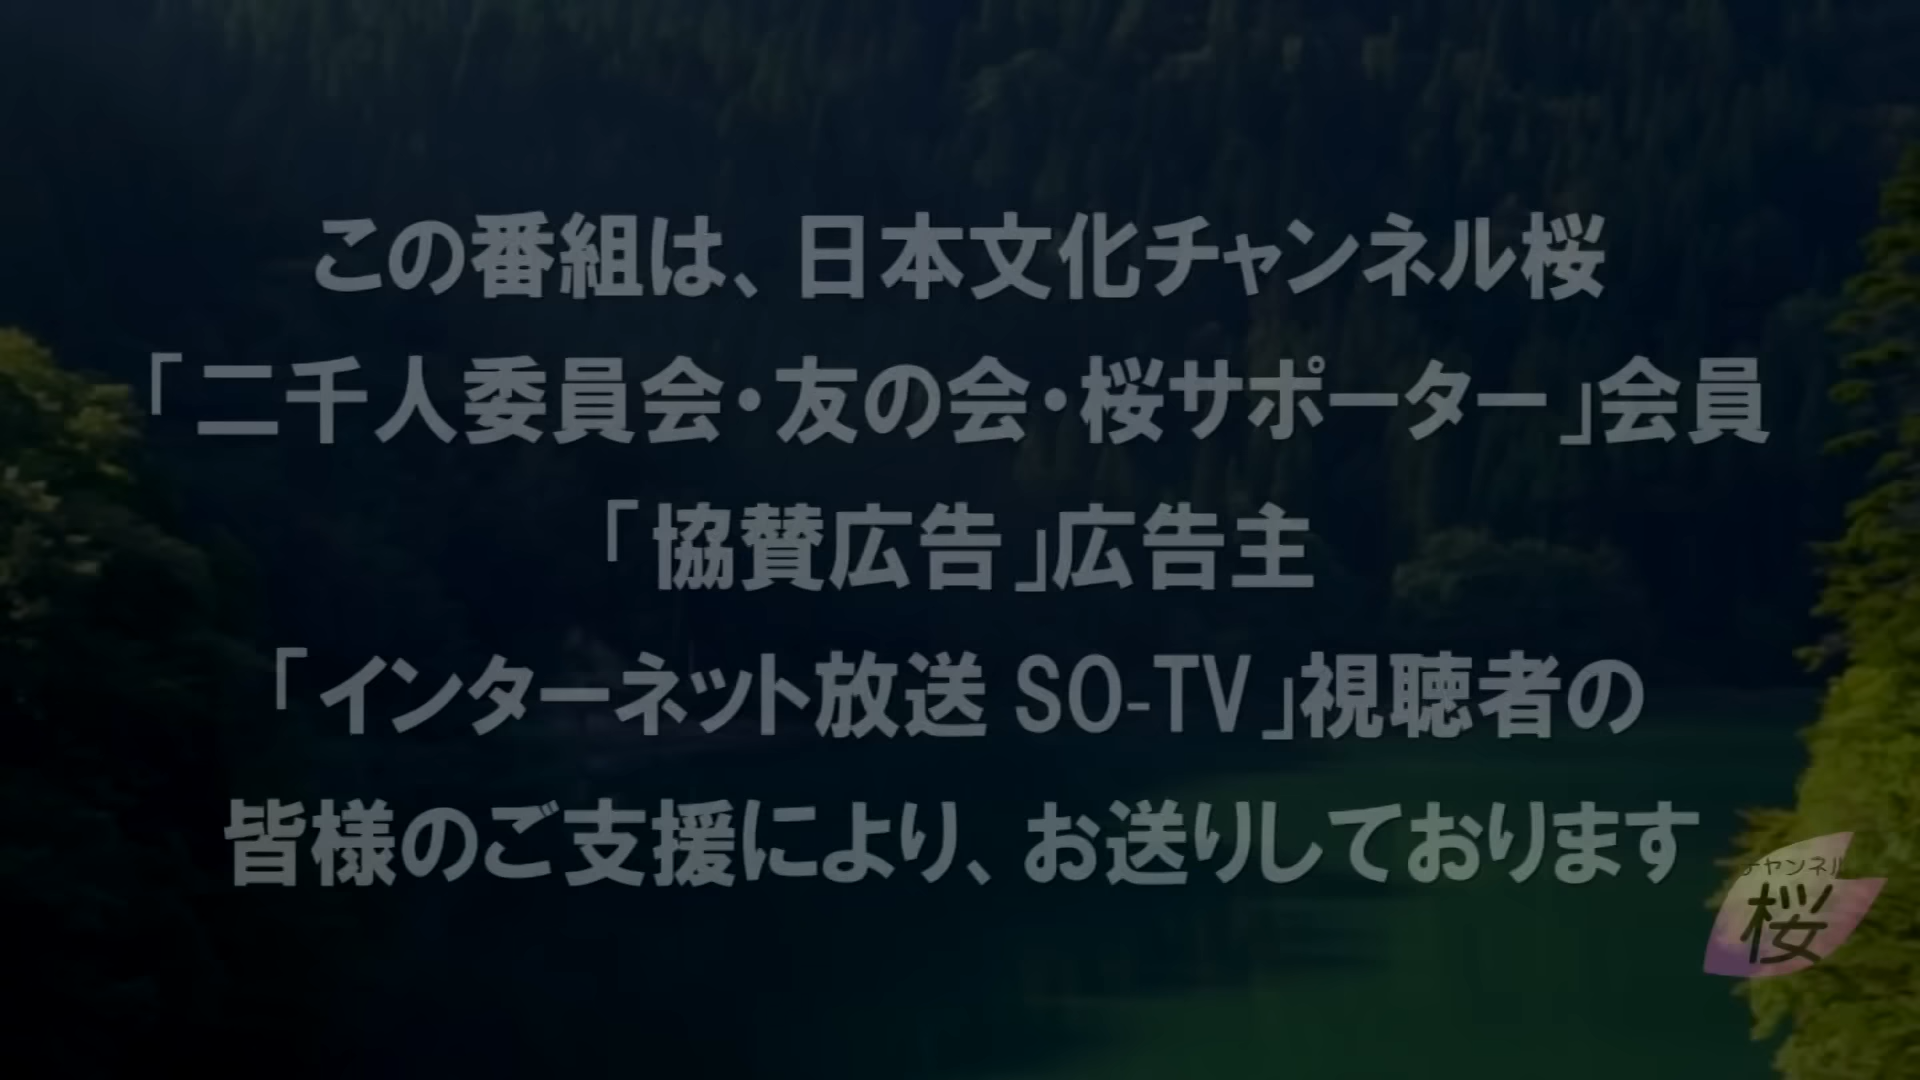 この番組は、日本文化チャンネル桜
「二千人委員会・友の会・桜サポーター」会員
「協賛広告」広告主
「インターネット放送 SO-TV」視聴者の
皆様のご支援により、お送りしております
チャンネル
桜